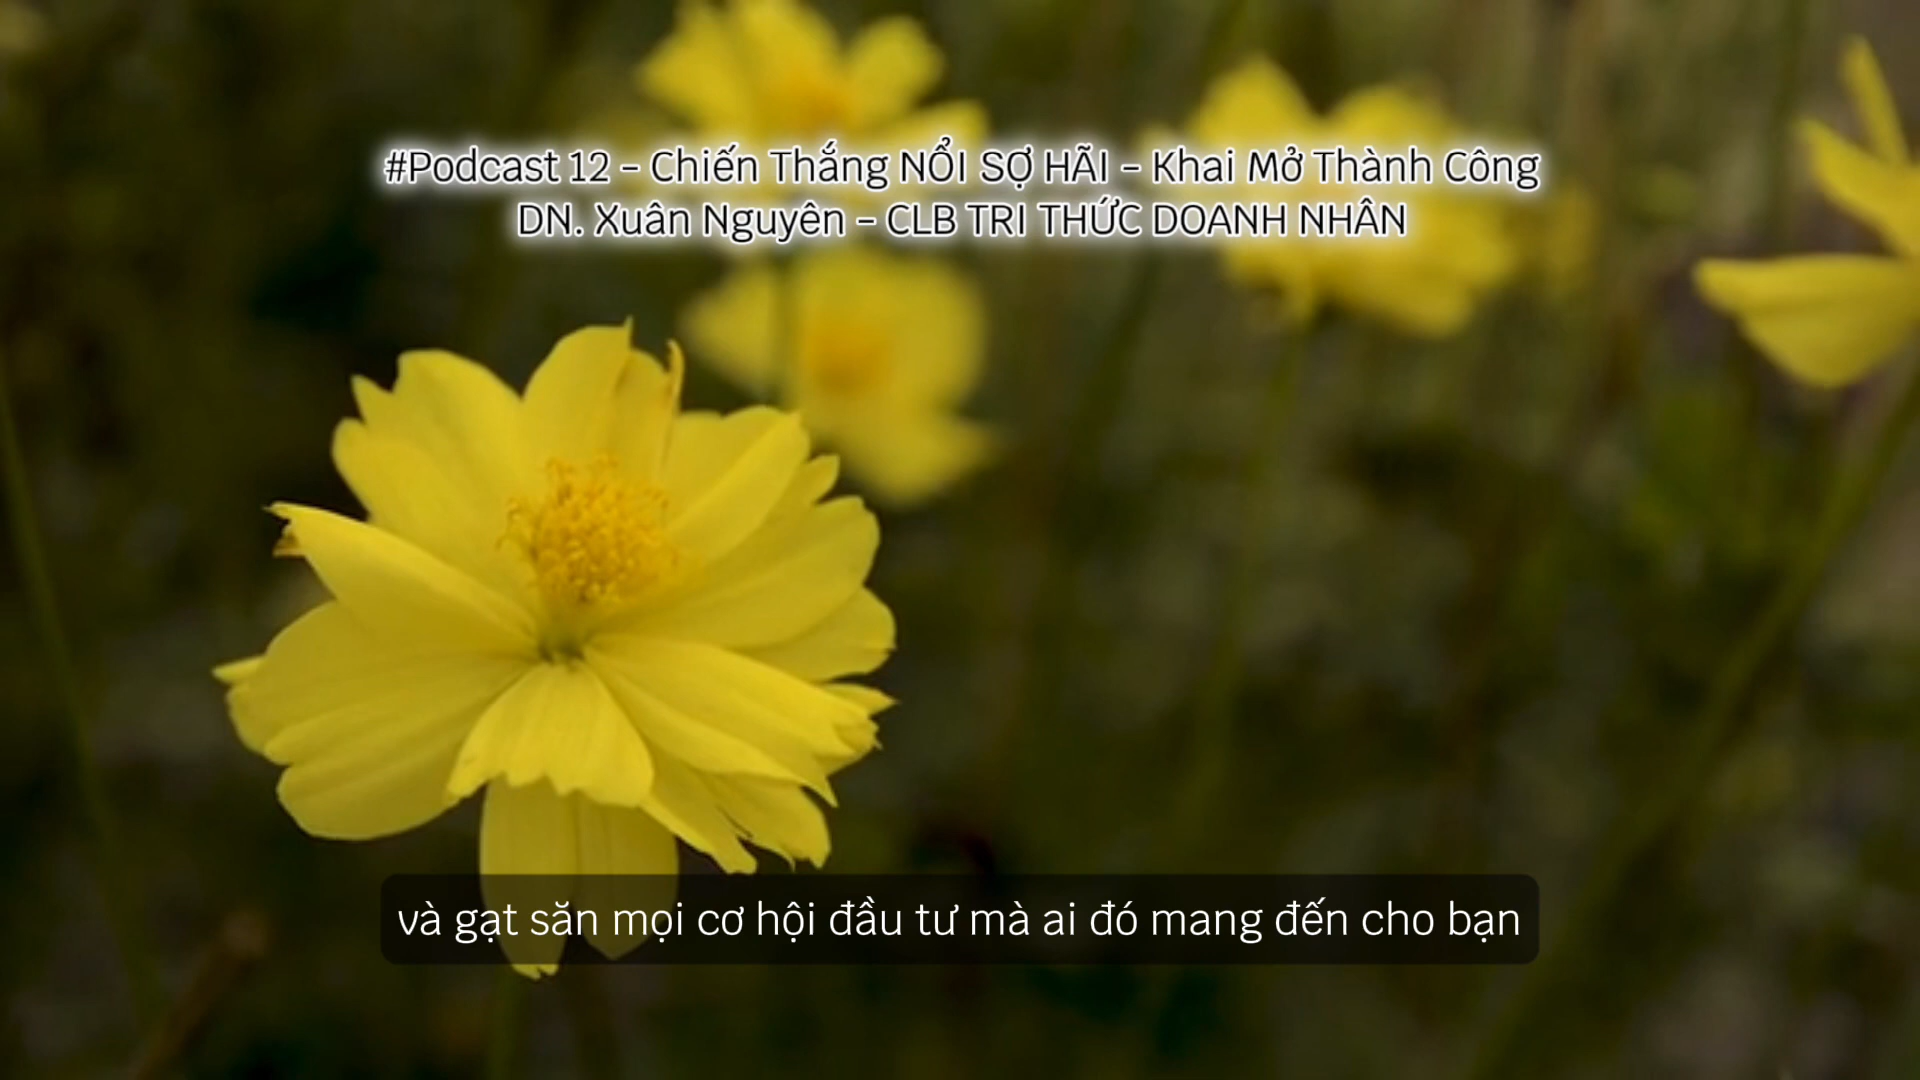 #Podcast 12 - Chiến Thắng NỔI SỢ HÃI - Khai Mở Thành Công
DN. Xuân Nguyên - CLB TRI THỨC DOANH NHÂN
và gạt săn mọi cơ hội đầu tư mà ai đó mang đến cho bạn